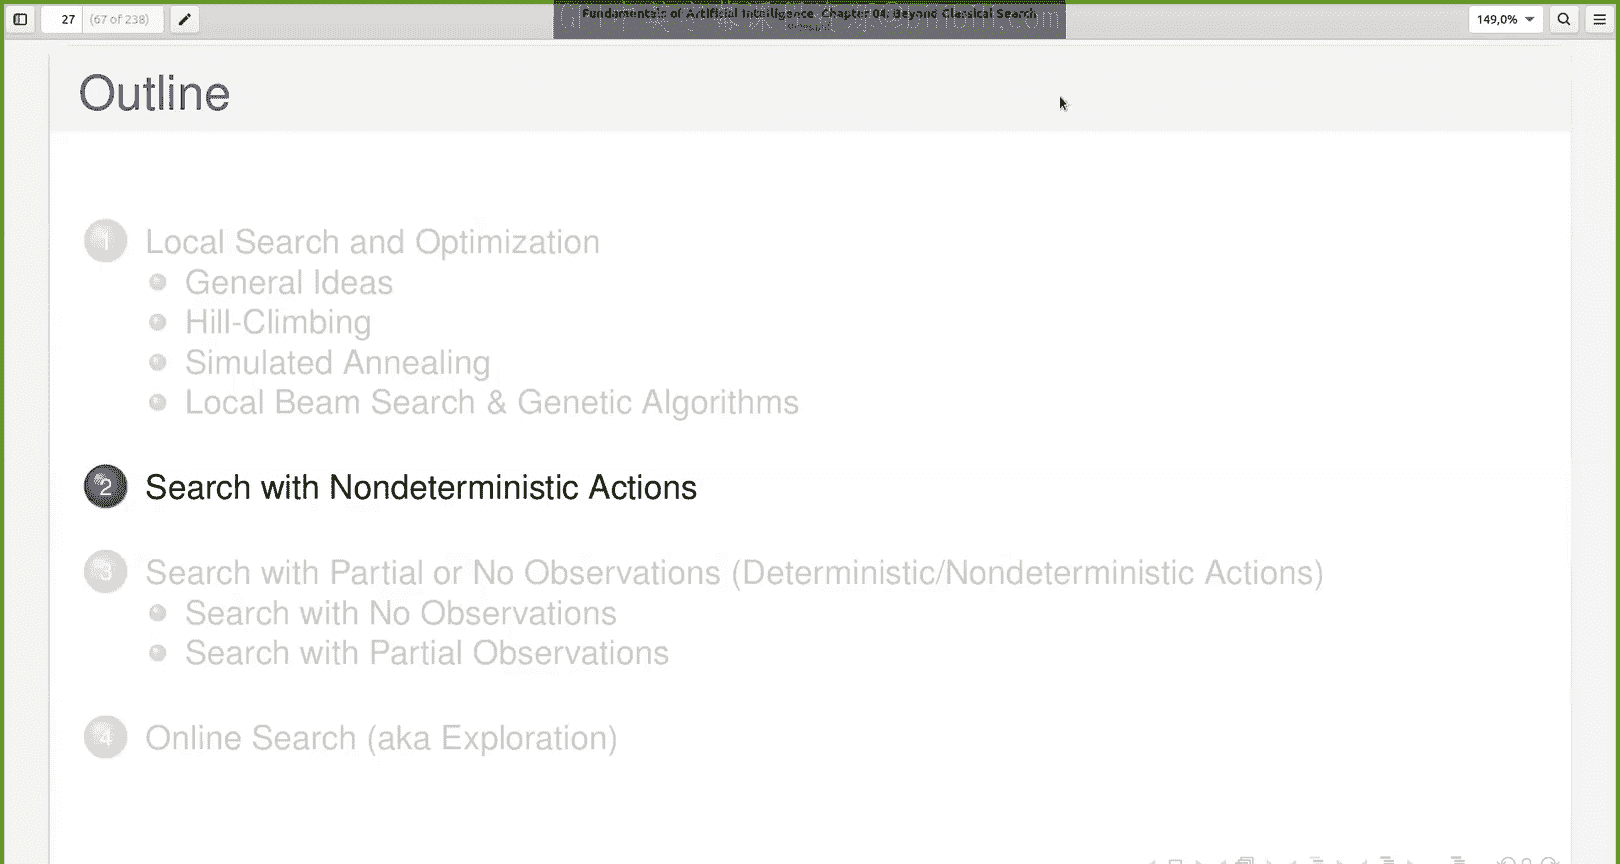 27 (67 of 238)
Fundamentals of Artificial Intelligence Chapter 04: Beyond Classical Search
149,0%
Outline
1 Local Search and Optimization
General Ideas
Hill-Climbing
Simulated Annealing
Local Beam Search & Genetic Algorithms
2 Search with Nondeterministic Actions
3 Search with Partial or No Observations (Deterministic/Nondeterministic Actions)
Search with No Observations
Search with Partial Observations
4 Online Search (aka Exploration)